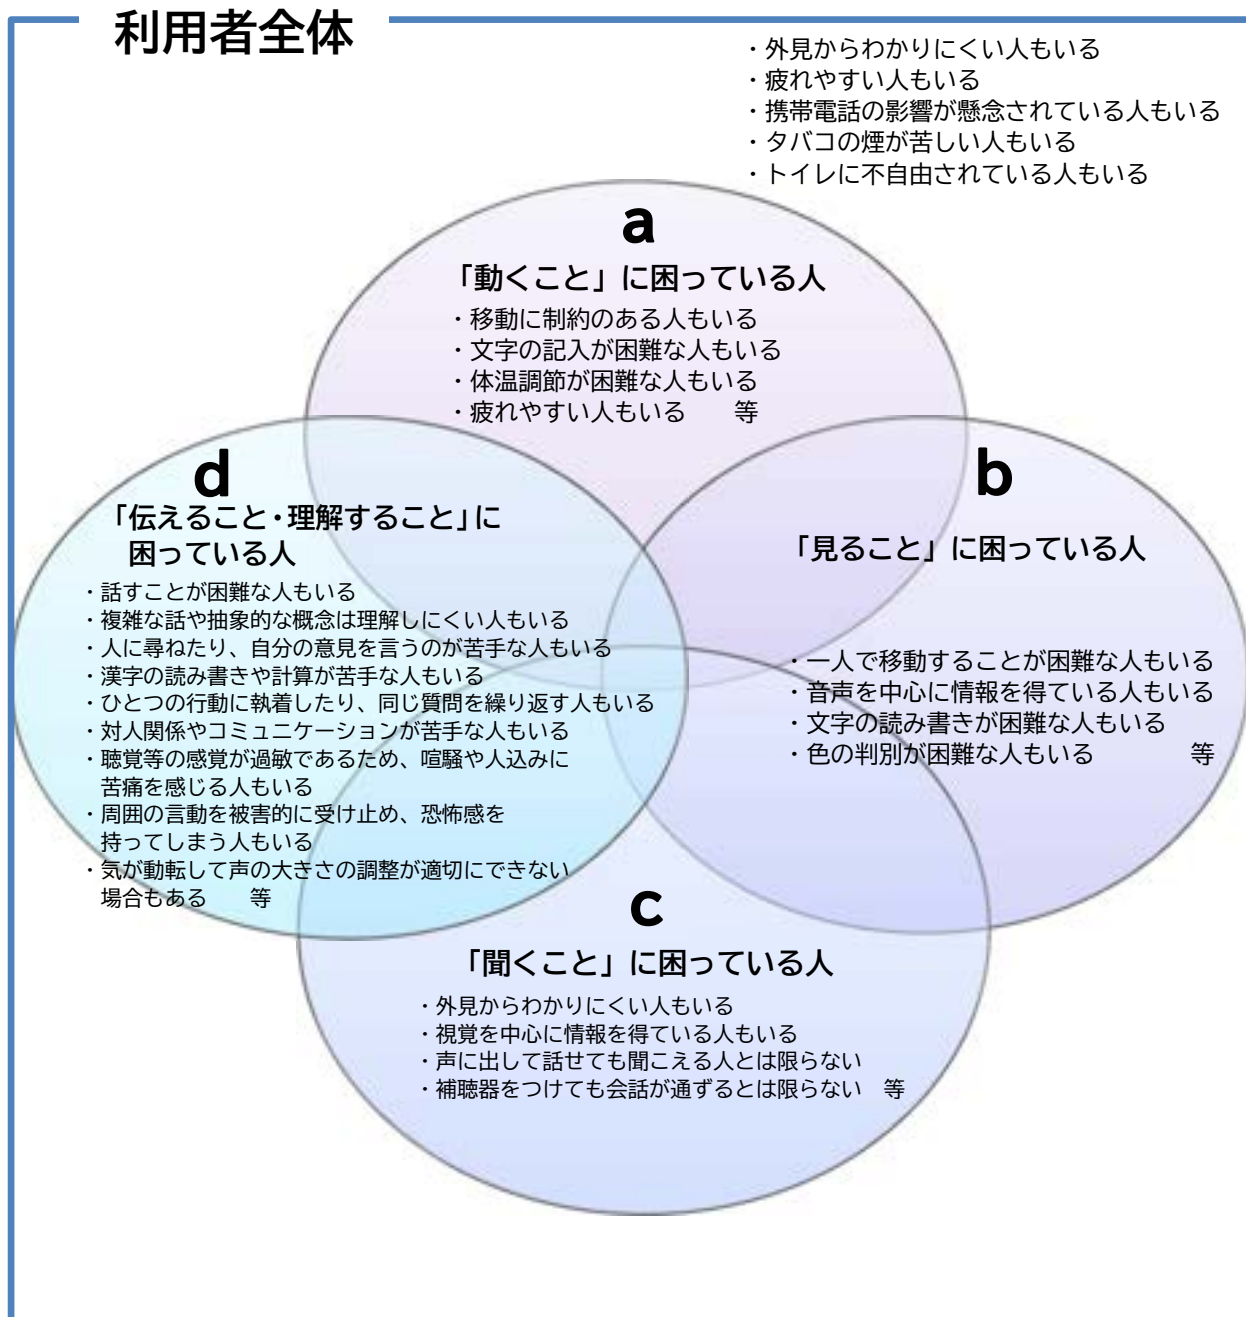 利用者全体
・外見からわかりにくい人もいる
・疲れやすい人もいる
・携帯電話の影響が懸念されている人もいる
・タバコの煙が苦しい人もいる
・トイレに不自由されている人もいる
a
「動くこと」に困っている人
・移動に制約のある人もいる
・文字の記入が困難な人もいる
・体温調節が困難な人もいる
・疲れやすい人もいる　　等
b
「見ること」に困っている人
・一人で移動することが困難な人もいる
・音声を中心に情報を得ている人もいる
・文字の読み書きが困難な人もいる
・色の判別が困難な人もいる　　　　等
d
「伝えること・理解すること」に
困っている人
・話すことが困難な人もいる
・複雑な話や抽象的な概念は理解しにくい人もいる
・人に尋ねたり、自分の意見を言うのが苦手な人もいる
・漢字の読み書きや計算が苦手な人もいる
・ひとつの行動に執着したり、同じ質問を繰り返す人もいる
・対人関係やコミュニケーションが苦手な人もいる
・聴覚等の感覚が過敏であるため、喧騒や人込みに
苦痛を感じる人もいる
・周囲の言動を被害的に受け止め、恐怖感を
持ってしまう人もいる
・気が動転して声の大きさの調整が適切にできない
場合もある　　等
c
「聞くこと」に困っている人
・外見からわかりにくい人もいる
・視覚を中心に情報を得ている人もいる
・声に出して話せても聞こえる人とは限らない
・補聴器をつけても会話が通ずるとは限らない　等